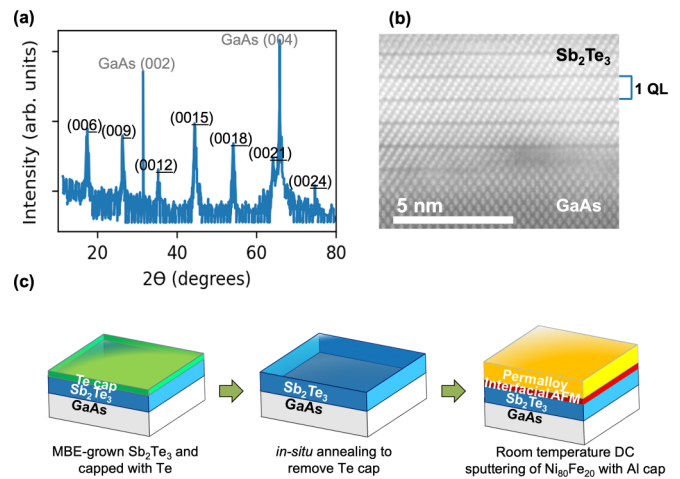 (a)
GaAs (004)
GaAs (002)
(006)
(009)
(0012)
(0015)
(0018)
(0021)
(0024)
Intensity (arb. units)
20
40
60
80
2Θ (degrees)
(b)
Sb₂Te₃
1 QL
5 nm
GaAs
(c)
Te cap
Sb₂Te₃
GaAs
MBE-grown Sb₂Te₃ and
capped with Te
Sb₂Te₃
GaAs
in-situ annealing to
remove Te cap
Permalloy
Interfacial AFM
Sb₂Te₃
GaAs
Room temperature DC
sputtering of Ni₈₀Fe₂₀ with Al cap